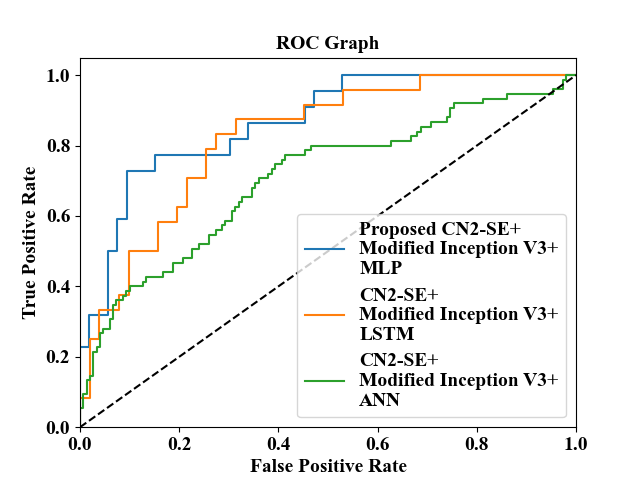 ROC Graph
1.0
0.8
0.6
0.4
0.2
0.0
True Positive Rate
Proposed CN2-SE+
Modified Inception V3+
MLP
CN2-SE+
Modified Inception V3+
LSTM
CN2-SE+
Modified Inception V3+
ANN
0.0 0.2 0.4 0.6 0.8 1.0
False Positive Rate